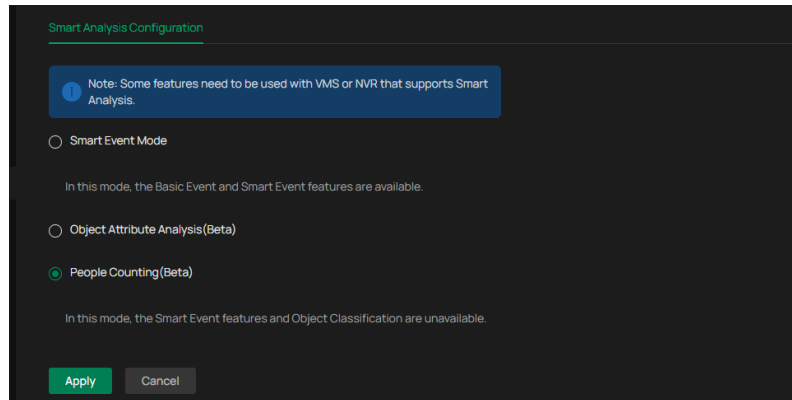 Smart Analysis Configuration
Note: Some features need to be used with VMS or NVR that supports Smart
Analysis.
Smart Event Mode
In this mode, the Basic Event and Smart Event features are available.
Object Attribute Analysis(Beta)
People Counting(Beta)
In this mode, the Smart Event features and Object Classification are unavailable.
Apply Cancel